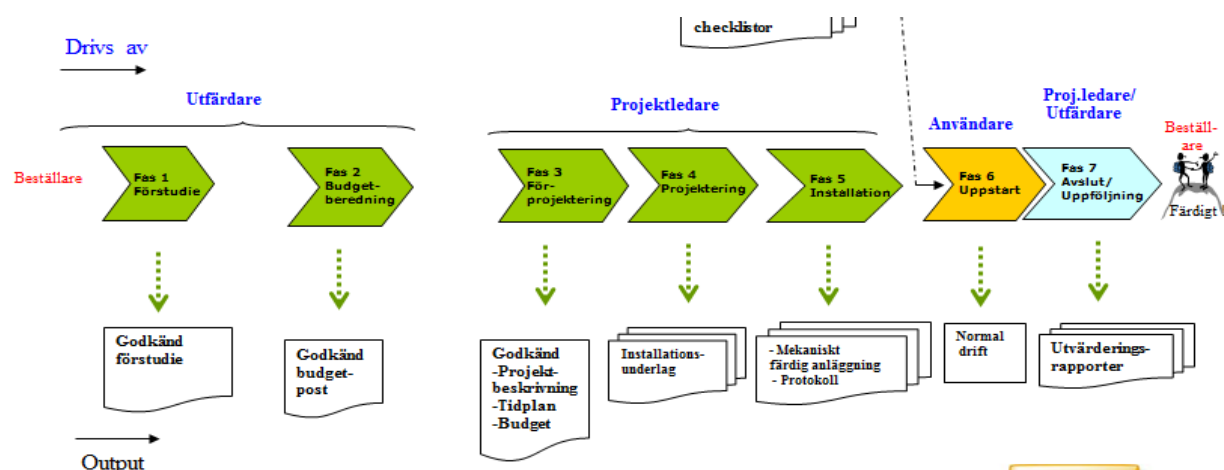 checklistor
Drivs av
Utfärdare
Projektledare
Användare
Proj.ledare/
Utfärdare
Beställ-
are
Beställare
Fas 1
Förstudie
Fas 2
Budget-
beredning
Fas 3
För-
projektering
Fas 4
Projektering
Fas 5
Installation
Fas 6
Uppstart
Fas 7
Avslut/
Uppföljning
Färdigt !
Godkänd
förstudie
Godkänd
budget-
post
Godkänd
-Projekt-
beskrivning
-Tidplan
-Budget
Installations-
underlag
- Mekaniskt
färdig anläggning
- Protokoll
Normal
drift
Utvärderings-
rapporter
Output